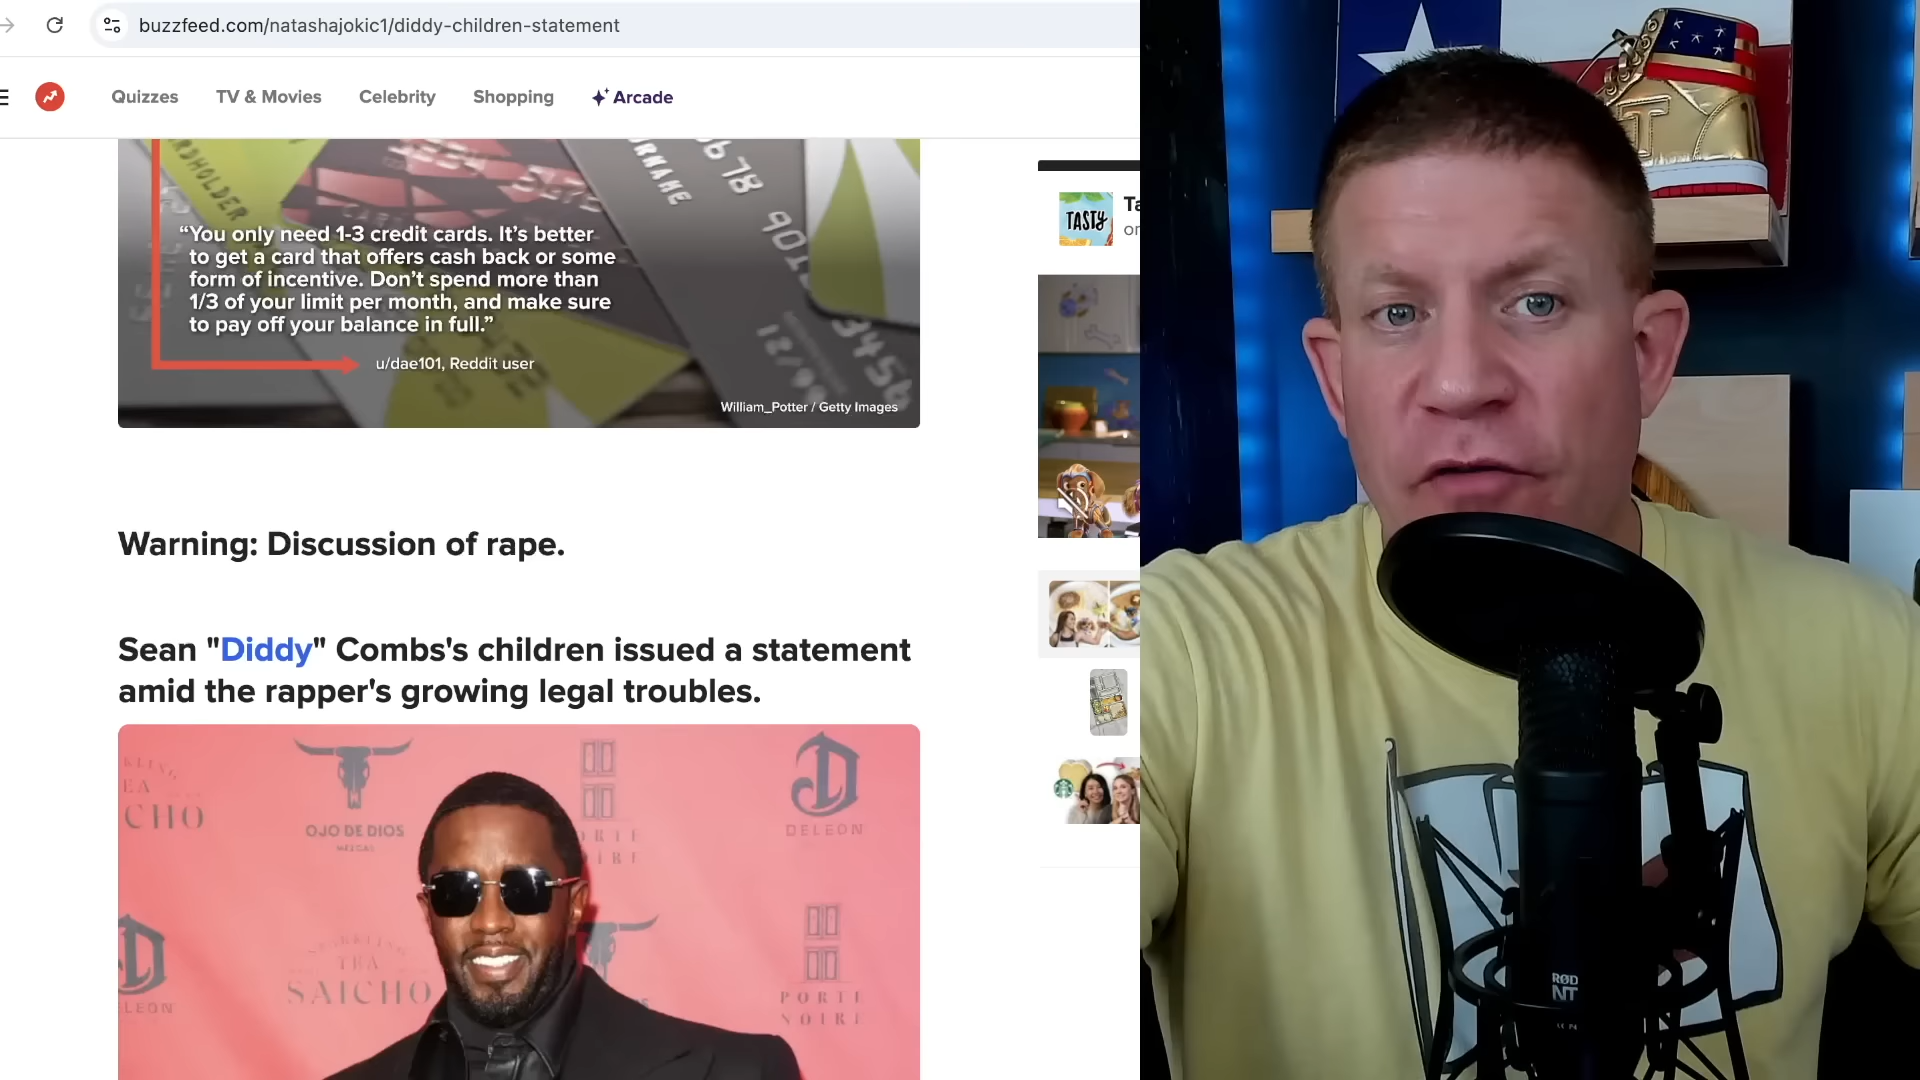 buzzfeed.com/natashajokic1/diddy-children-statement
Quizzes
TV & Movies
Celebrity
Shopping
Arcade
“You only need 1-3 credit cards. It’s better
to get a card that offers cash back or some
form of incentive. Don’t spend more than
1/3 of your limit per month, and make sure
to pay off your balance in full.”
u/dae101, Reddit user
William_Potter / Getty Images
TASTY
Warning: Discussion of rape.
Sean "Diddy" Combs's children issued a statement
amid the rapper's growing legal troubles.
OJO DE DIOS
MEZCAL
DELEON
SAICHO
PORTE
NOIRE
RØD
NT
T